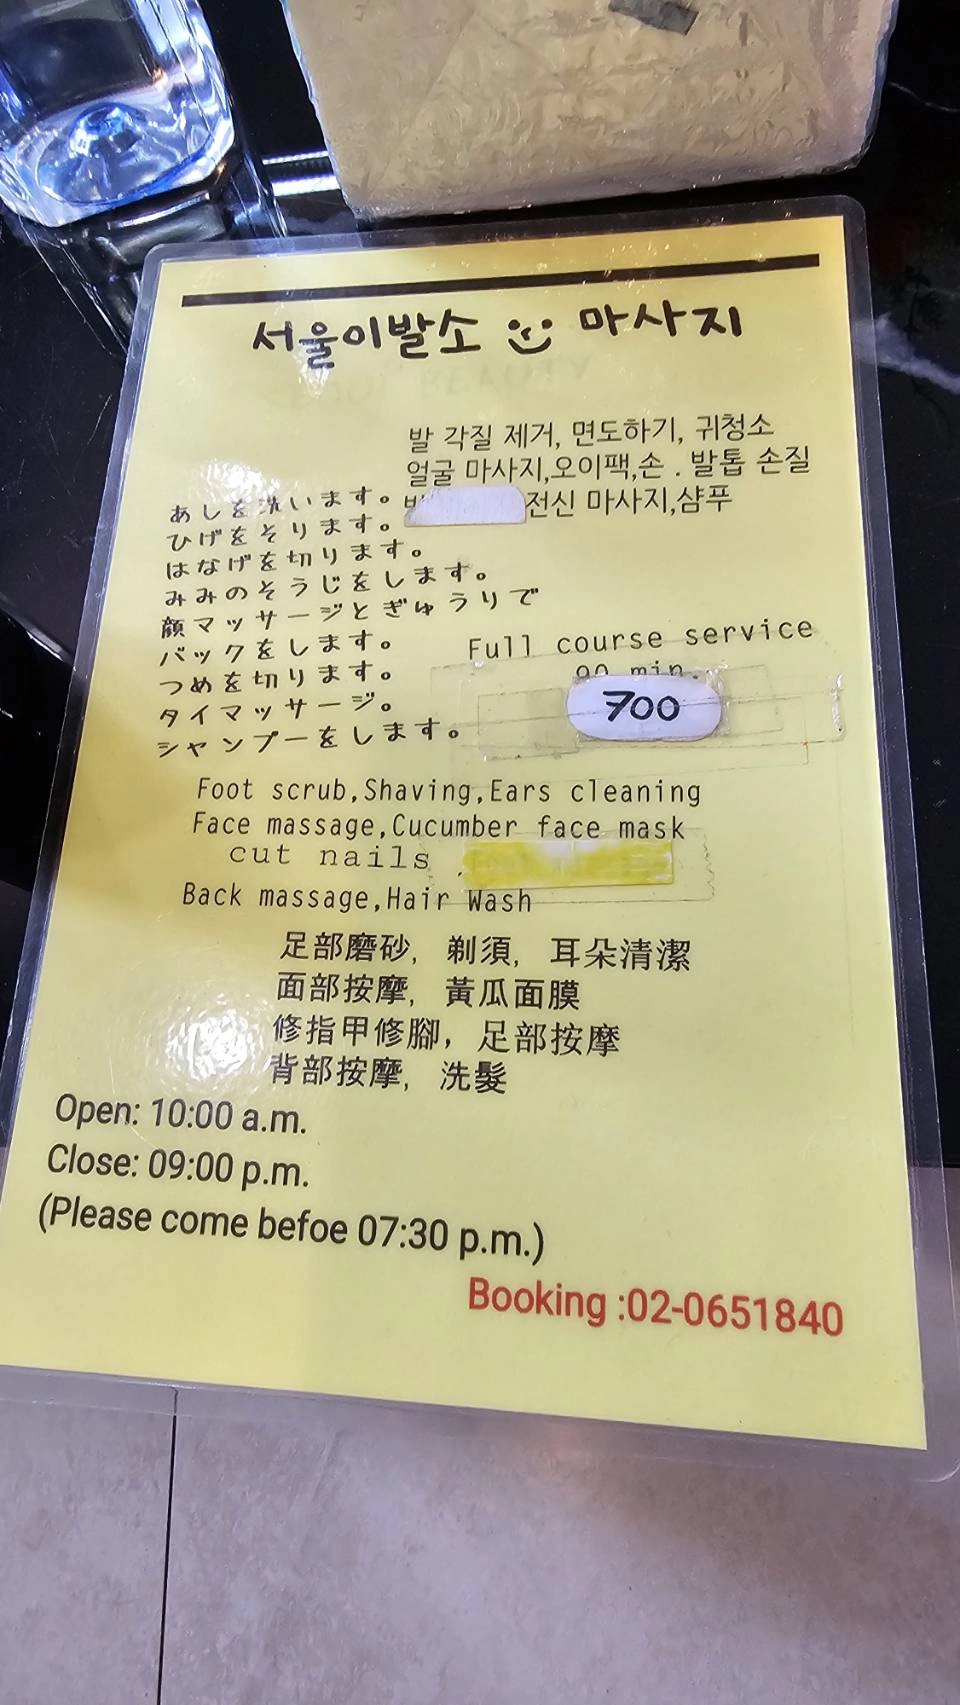 서울이발소 마사지
발 각질 제거, 면도하기, 귀청소
얼굴 마사지,오이팩,손 . 발톱 손질
전신 마사지,샴푸
あしを洗います。
ひげをそります。
はなげを切ります。
みみのそうじをします。
顔マッサージとぎゅうりで
パックをします。
つめを切ります。
タイマッサージ。
シャンプーをします。
Full course service
90 min.
700
Foot scrub,Shaving,Ears cleaning
Face massage,Cucumber face mask
cut nails
Back massage,Hair Wash
足部磨砂, 剃須, 耳朵清潔
面部按摩, 黃瓜面膜
修指甲修腳, 足部按摩
背部按摩, 洗髮
Open: 10:00 a.m.
Close: 09:00 p.m.
(Please come befoe 07:30 p.m.)
Booking :02-0651840